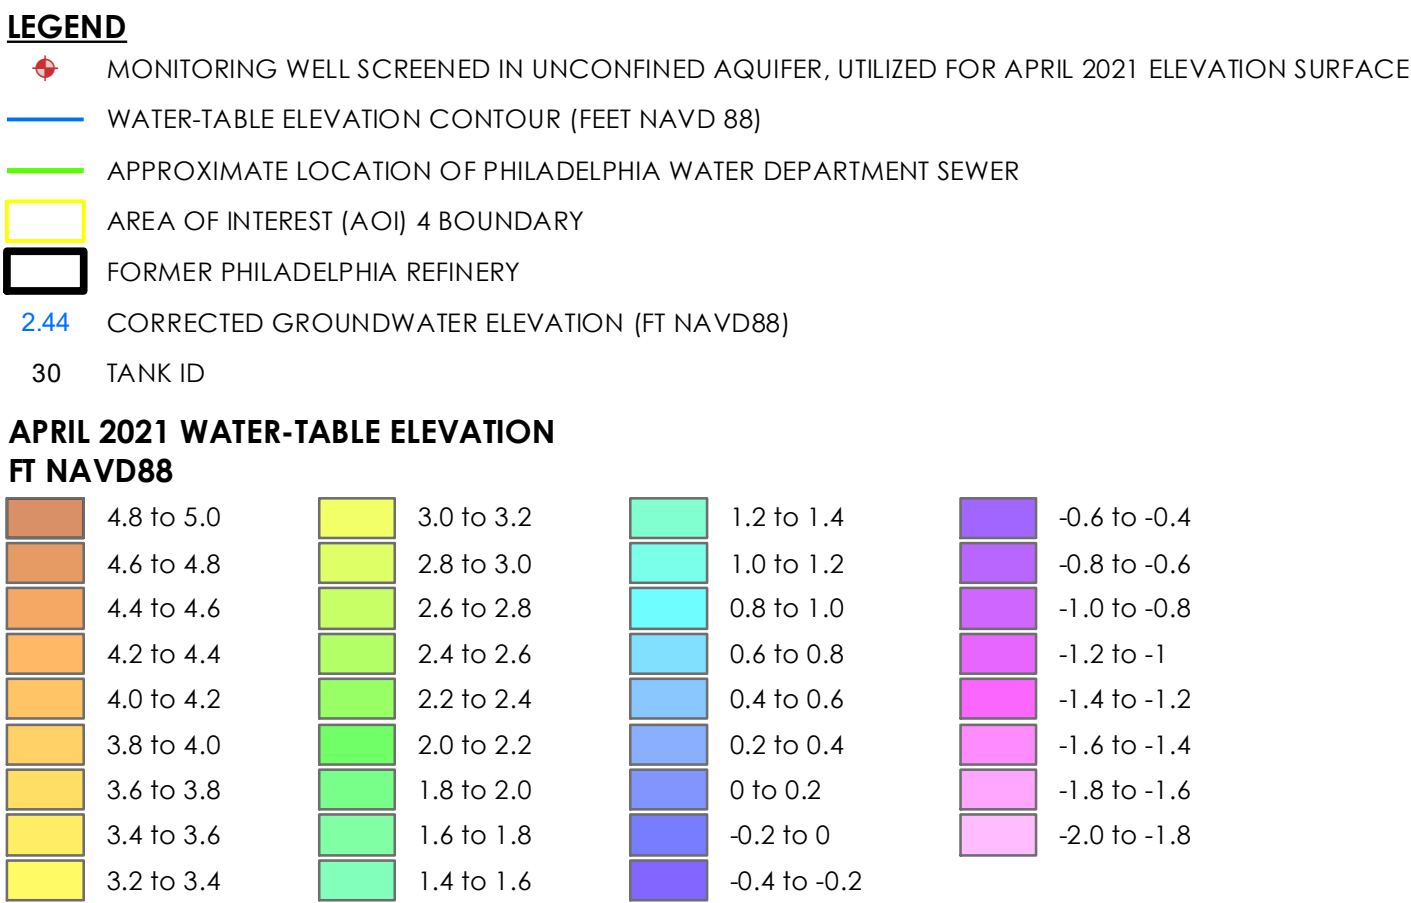 LEGEND
MONITORING WELL SCREENED IN UNCONFINED AQUIFER, UTILIZED FOR APRIL 2021 ELEVATION SURFACE
WATER-TABLE ELEVATION CONTOUR (FEET NAVD 88)
APPROXIMATE LOCATION OF PHILADELPHIA WATER DEPARTMENT SEWER
AREA OF INTEREST (AOI) 4 BOUNDARY
FORMER PHILADELPHIA REFINERY
2.44 CORRECTED GROUNDWATER ELEVATION (FT NAVD88)
30 TANK ID
APRIL 2021 WATER-TABLE ELEVATION
FT NAVD88
4.8 to 5.0
4.6 to 4.8
4.4 to 4.6
4.2 to 4.4
4.0 to 4.2
3.8 to 4.0
3.6 to 3.8
3.4 to 3.6
3.2 to 3.4
3.0 to 3.2
2.8 to 3.0
2.6 to 2.8
2.4 to 2.6
2.2 to 2.4
2.0 to 2.2
1.8 to 2.0
1.6 to 1.8
1.4 to 1.6
1.2 to 1.4
1.0 to 1.2
0.8 to 1.0
0.6 to 0.8
0.4 to 0.6
0.2 to 0.4
0 to 0.2
-0.2 to 0
-0.4 to -0.2
-0.6 to -0.4
-0.8 to -0.6
-1.0 to -0.8
-1.2 to -1
-1.4 to -1.2
-1.6 to -1.4
-1.8 to -1.6
-2.0 to -1.8